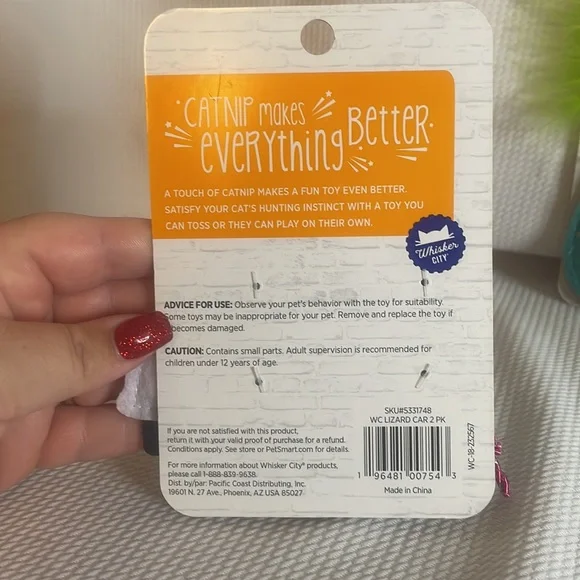 CATNIP makes
EVERYthing BETTER
A TOUCH OF CATNIP MAKES A FUN TOY EVEN BETTER.
SATISFY YOUR CAT'S HUNTING INSTINCT WITH A TOY YOU
CAN TOSS OR THEY CAN PLAY ON THEIR OWN.
Whisker
CITY
ADVICE FOR USE: Observe your pet's behavior with the toy for suitability.
Some toys may be inappropriate for your pet. Remove and replace the toy if
becomes damaged.
CAUTION: Contains small parts. Adult supervision is recommended for
children under 12 years of age.
If you are not satisfied with this product,
return it with your valid proof of purchase for a refund.
Conditions apply. See store or PetSmart.com for details.
For more information about Whisker City® products,
please call 1-888-839-9638.
Dist. by/par: Pacific Coast Distributing, Inc.
19601 N. 27 Ave., Phoenix, AZ USA 85027
SKU#5331748
WC LIZARD CAR 2 PK
1 96481 00754 3
Made in China
WC-18-232567